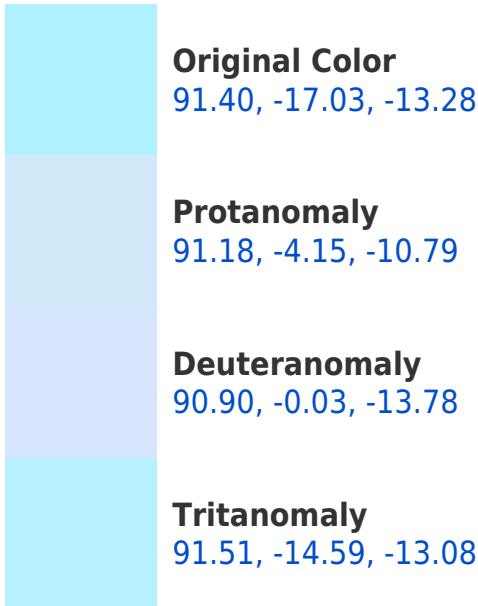 Original Color
91.40, -17.03, -13.28
Protanomaly
91.18, -4.15, -10.79
Deuteranomaly
90.90, -0.03, -13.78
Tritanomaly
91.51, -14.59, -13.08